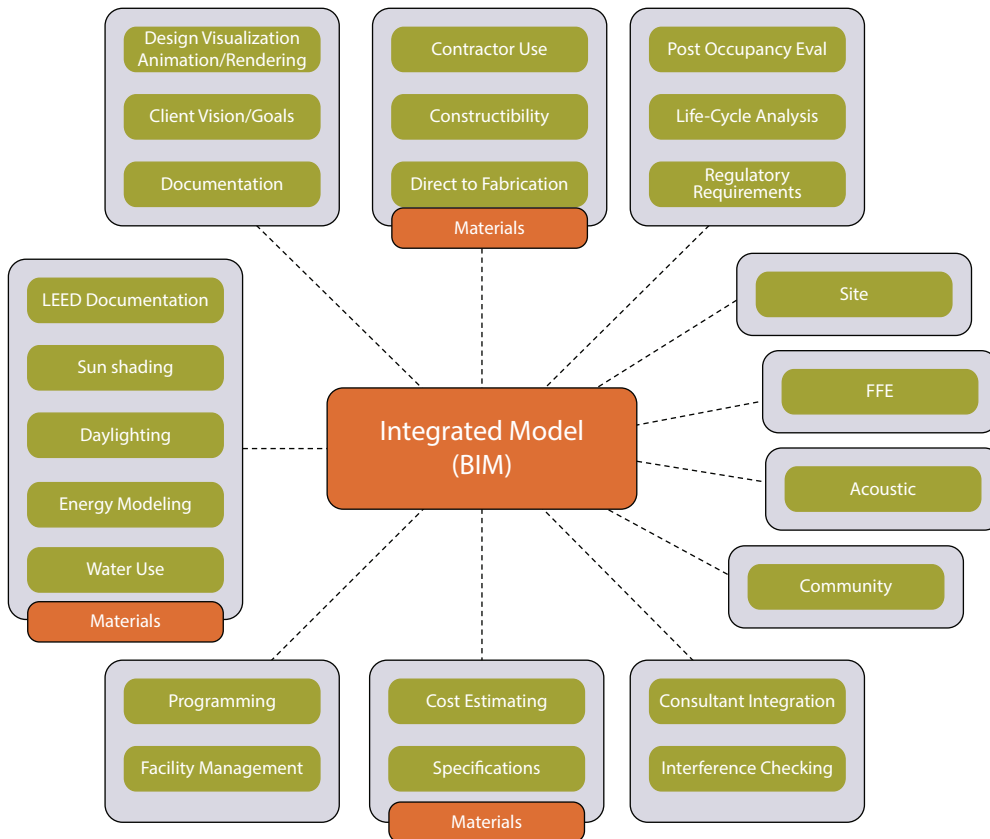 Design Visualization
Animation/Rendering
Client Vision/Goals
Documentation
Contractor Use
Constructibility
Direct to Fabrication
Materials
Post Occupancy Eval
Life-Cycle Analysis
Regulatory
Requirements
LEED Documentation
Sun shading
Daylighting
Energy Modeling
Water Use
Materials
Integrated Model
(BIM)
Site
FFE
Acoustic
Community
Programming
Facility Management
Cost Estimating
Specifications
Materials
Consultant Integration
Interference Checking